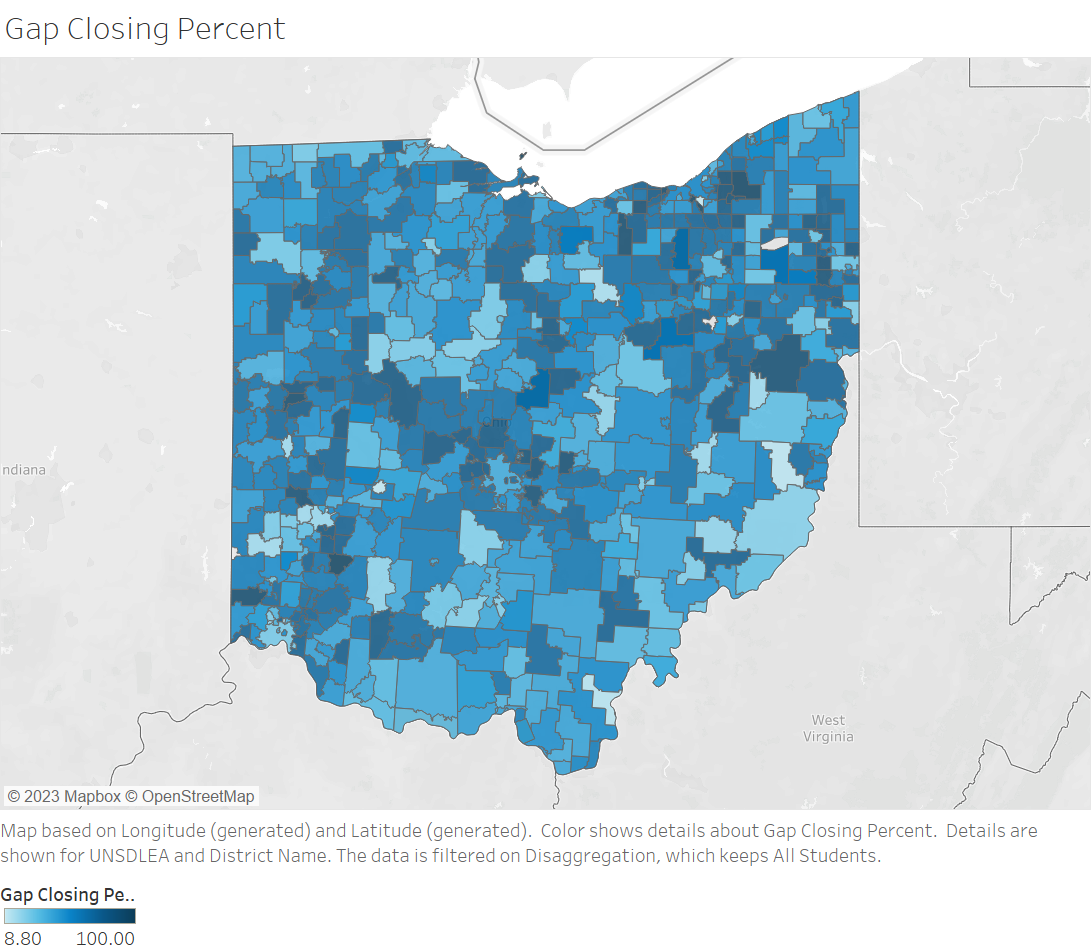 Gap Closing Percent
ndiana
West
Virginia
© 2023 Mapbox © OpenStreetMap
Map based on Longitude (generated) and Latitude (generated).  Color shows details about Gap Closing Percent.  Details are
shown for UNSDLEA and District Name. The data is filtered on Disaggregation, which keeps All Students.
Gap Closing Pe..
8.80 100.00